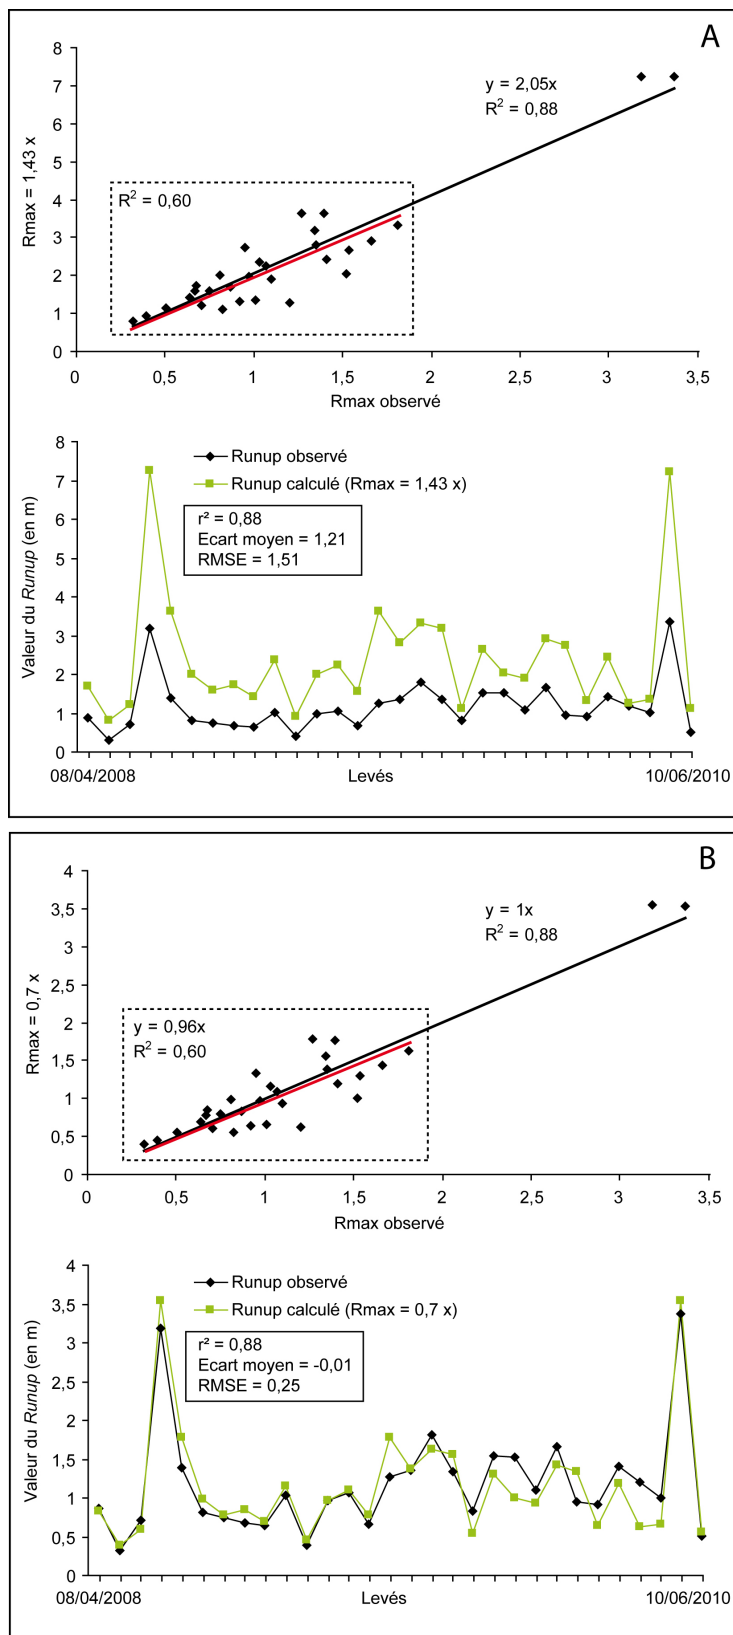 A
8
7
6
5
4
3
2
1
0
Rmax = 1,43 x
y = 2,05x
R² = 0,88
R² = 0,60
0 0,5 1 1,5 2 2,5 3 3,5
Rmax observé
8
7
6
5
4
3
2
1
0
Valeur du Runup (en m)
Runup observé
Runup calculé (Rmax = 1,43 x)
r² = 0,88
Ecart moyen = 1,21
RMSE = 1,51
08/04/2008 Levés 10/06/2010
B
4
3,5
3
2,5
2
1,5
1
0,5
0
Rmax = 0,7 x
y = 1x
R² = 0,88
y = 0,96x
R² = 0,60
0 0,5 1 1,5 2 2,5 3 3,5
Rmax observé
4
3,5
3
2,5
2
1,5
1
0,5
0
Valeur du Runup (en m)
Runup observé
Runup calculé (Rmax = 0,7 x)
r² = 0,88
Ecart moyen = -0,01
RMSE = 0,25
08/04/2008 Levés 10/06/2010